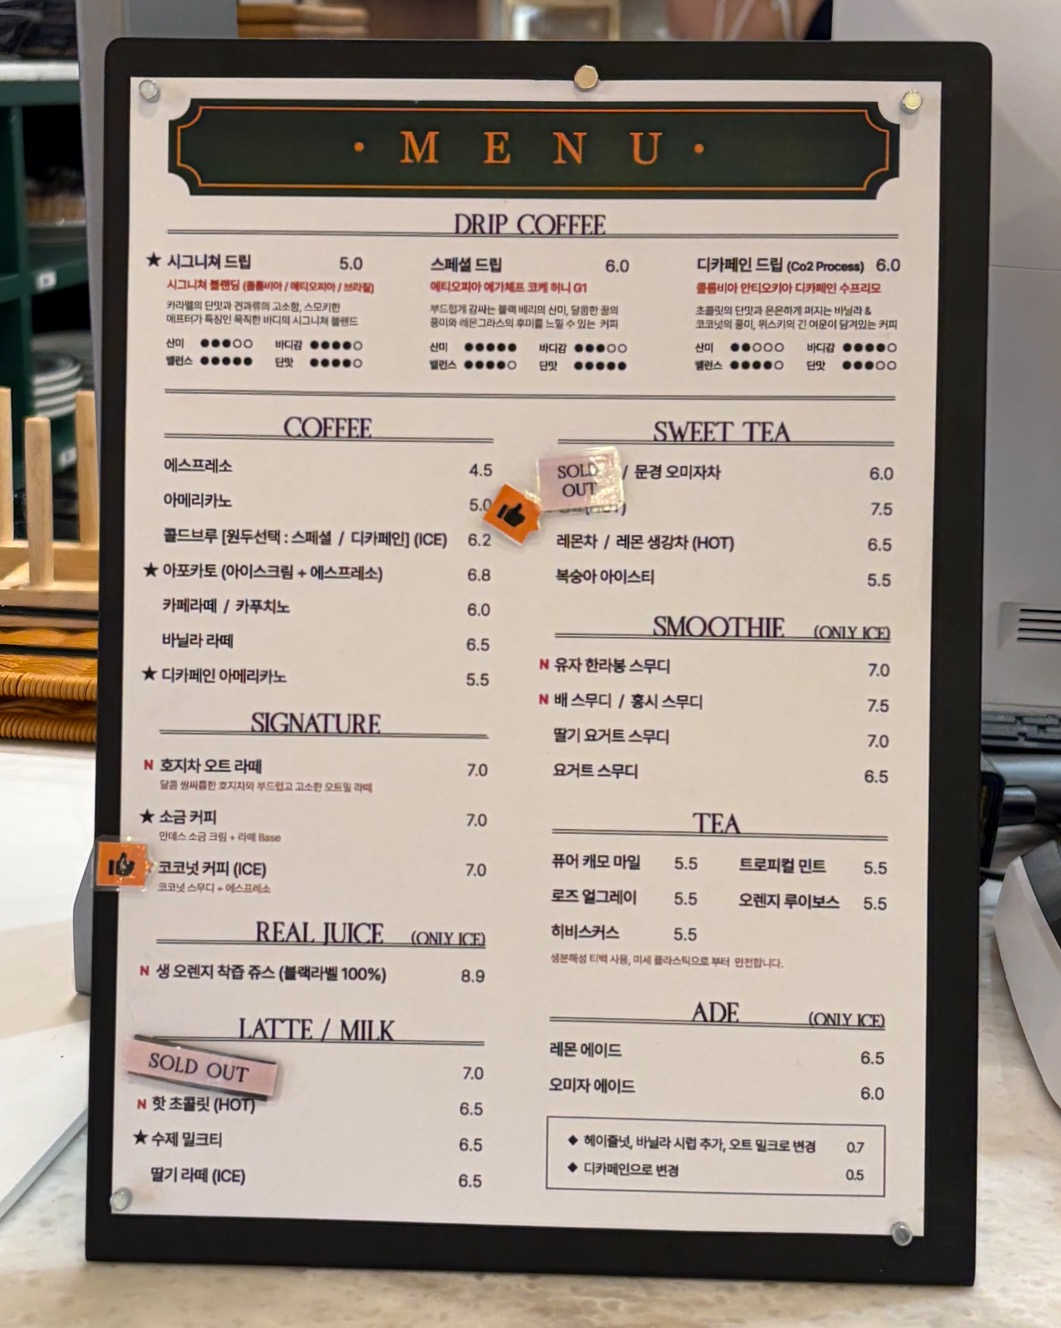 · M E N U ·
DRIP COFFEE
★ 시그니쳐 드립 5.0
시그니쳐 블랜딩 (콜롬비아 / 에티오피아 / 브라질)
카라멜의 단맛과 견과류의 고소함, 스모키한
애프터가 특징인 묵직한 바디의 시그니쳐 블랜드
산미 ●●●○○ 바디감 ●●●●○
밸런스 ●●●●● 단맛 ●●●●○
스페셜 드립 6.0
에티오피아 예가체프 코케 허니 G1
부드럽게 감싸는 블랙 베리의 산미, 달콤한 꿀의
풍미와 레몬그라스의 후미를 느낄 수 있는 커피
산미 ●●●●● 바디감 ●●●○○
밸런스 ●●●●○ 단맛 ●●●●●
디카페인 드립 (Co2 Process) 6.0
콜롬비아 안티오키아 디카페인 수프리모
초콜릿의 단맛과 은은하게 퍼지는 바닐라 &
코코넛의 풍미, 위스키의 긴 여운이 담겨있는 커피
산미 ●●○○○ 바디감 ●●●●○
밸런스 ●●●●○ 단맛 ●●●○○
COFFEE
에스프레소 4.5
아메리카노 5.0
콜드브루 [원두선택 : 스페셜 / 디카페인] (ICE) 6.2
★ 아포카토 (아이스크림 + 에스프레소) 6.8
카페라떼 / 카푸치노 6.0
바닐라 라떼 6.5
★ 디카페인 아메리카노 5.5
SIGNATURE
N 호지차 오트 라떼 7.0
달콤 쌉싸름한 호지차와 부드럽고 고소한 오트밀 라떼
★ 소금 커피 7.0
안데스 소금 크림 + 라떼 Base
코코넛 커피 (ICE) 7.0
코코넛 스무디 + 에스프레소
REAL JUICE (ONLY ICE)
N 생 오렌지 착즙 쥬스 (블랙라벨 100%) 8.9
LATTE / MILK
SOLD OUT 7.0
N 핫 초콜릿 (HOT) 6.5
★ 수제 밀크티 6.5
딸기 라떼 (ICE) 6.5
SWEET TEA
SOLD OUT / 문경 오미자차 6.0
7.5
레몬차 / 레몬 생강차 (HOT) 6.5
복숭아 아이스티 5.5
SMOOTHIE (ONLY ICE)
N 유자 한라봉 스무디 7.0
N 배 스무디 / 홍시 스무디 7.5
딸기 요거트 스무디 7.0
요거트 스무디 6.5
TEA
퓨어 캐모 마일 5.5 트로피컬 민트 5.5
로즈 얼그레이 5.5 오렌지 루이보스 5.5
히비스커스 5.5
생분해성 티백 사용, 미세 플라스틱으로 부터 안전합니다.
ADE (ONLY ICE)
레몬 에이드 6.5
오미자 에이드 6.0
◆ 헤이즐넛, 바닐라 시럽 추가, 오트 밀크로 변경 0.7
◆ 디카페인으로 변경 0.5